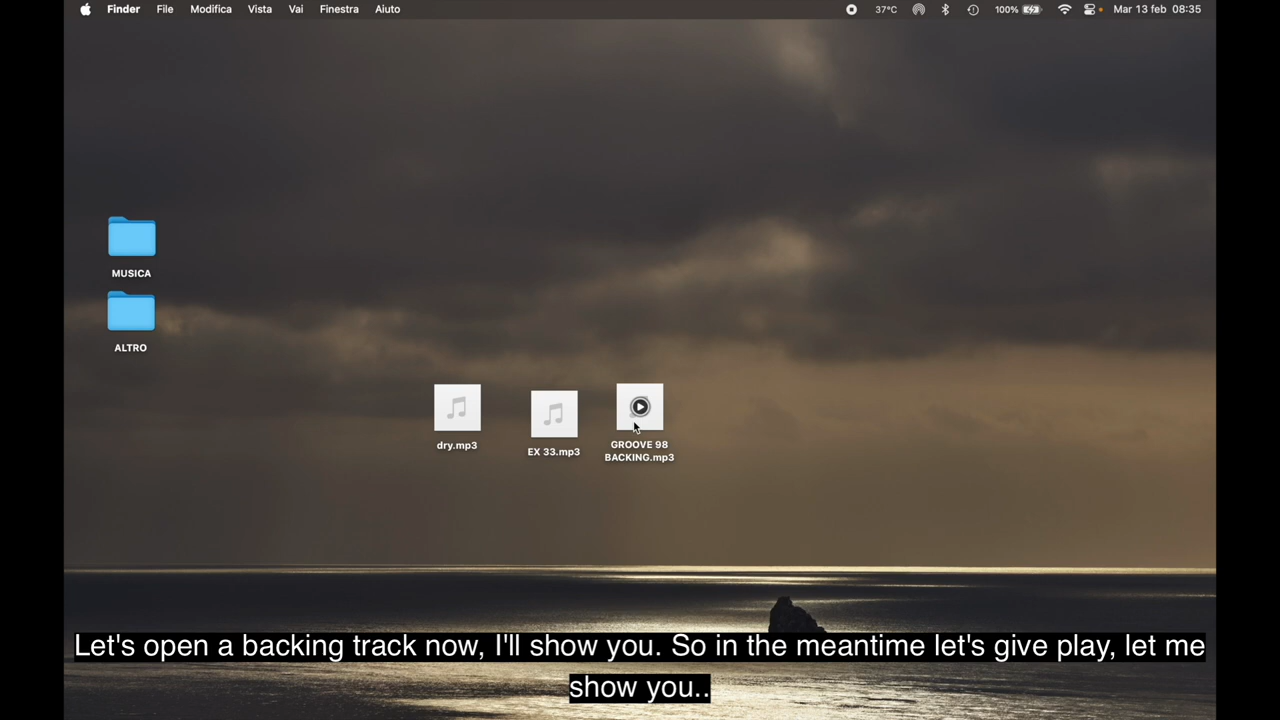 Finder File Modifica Vista Vai Finestra Aiuto 37°C 100% Mar 13 feb 08:35
MUSICA
ALTRO
dry.mp3
EX 33.mp3
GROOVE 98
BACKING.mp3
Let's open a backing track now, I'll show you. So in the meantime let's give play, let me
show you..